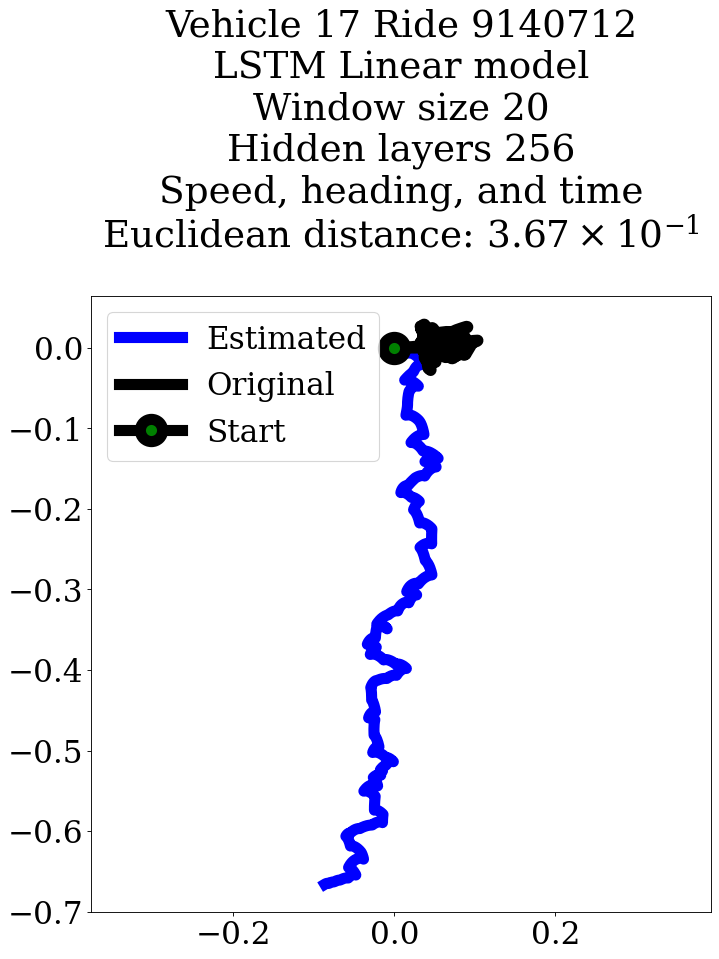 Vehicle 17 Ride 9140712
LSTM Linear model
Window size 20
Hidden layers 256
Speed, heading, and time
Euclidean distance: 3.67 × 10⁻¹
Estimated
Original
Start
0.0
−0.1
−0.2
−0.3
−0.4
−0.5
−0.6
−0.7
−0.2 0.0 0.2